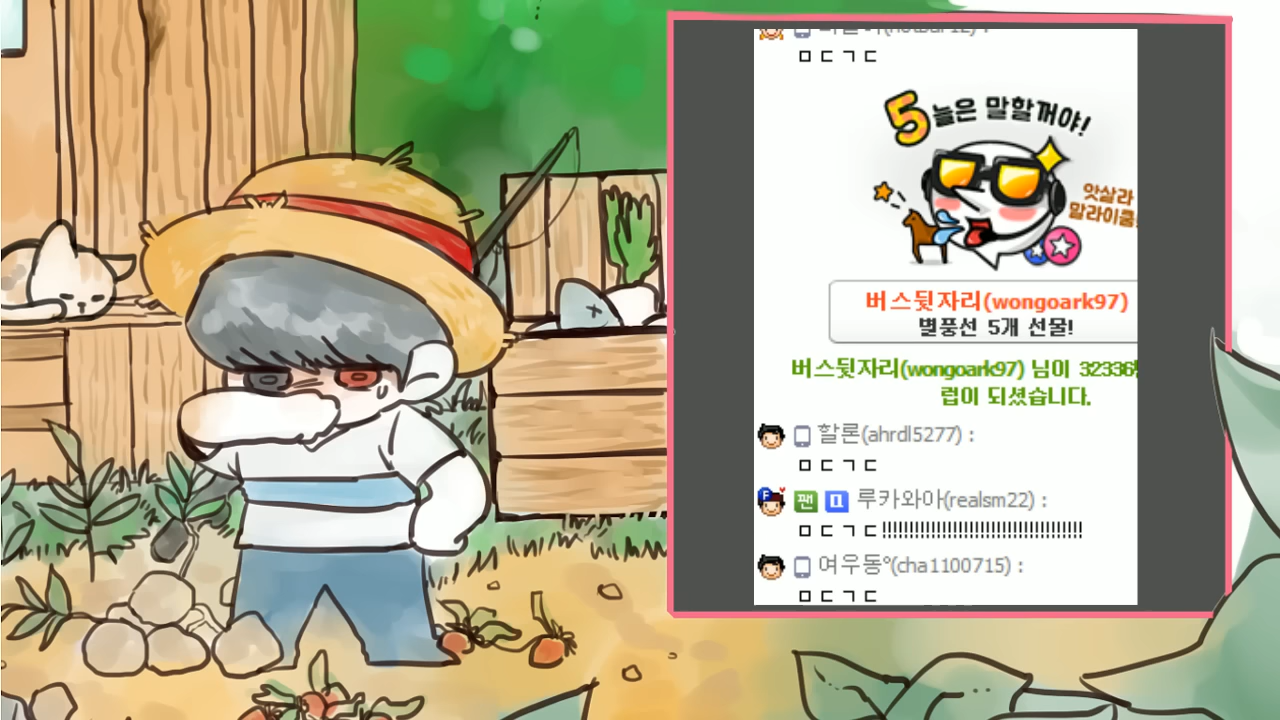 ㅁㄷㄱㄷ
5늘은 말할꺼야!
앗살라
말라이쿰!
버스뒷자리(wongoark97)
별풍선 5개 선물!
버스뒷자리(wongoark97) 님이 32336
럽이 되셨습니다.
할론(ahrdl5277) :
ㅁㄷㄱㄷ
팬 루카와아(realsm22) :
ㅁㄷㄱㄷ!!!!!!!!!!!!!!!!!!!!!!!!!!!!!!!!!!!!!
여우동°(cha1100715) :
ㅁㄷㄱㄷ